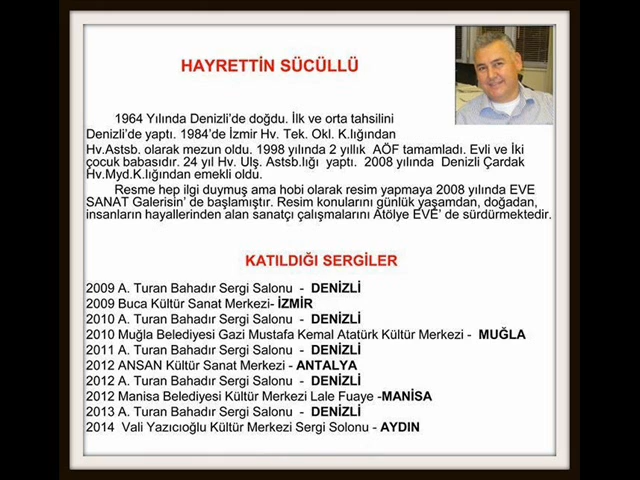 HAYRETTİN SÜCÜLLÜ
1964 Yılında Denizli'de doğdu. İlk ve orta tahsilini
Denizli'de yaptı. 1984'de İzmir Hv. Tek. Okl. K.lığından
Hv.Astsb. olarak mezun oldu. 1998 yılında 2 yıllık AÖF tamamladı. Evli ve İki
çocuk babasıdır. 24 yıl Hv. Ulş. Astsb.lığı yaptı. 2008 yılında Denizli Çardak
Hv.Myd.K.lığından emekli oldu.
Resme hep ilgi duymuş ama hobi olarak resim yapmaya 2008 yılında EVE
SANAT Galerisin' de başlamıştır. Resim konularını günlük yaşamdan, doğadan,
insanların hayallerinden alan sanatçı çalışmalarını Atölye EVE' de sürdürmektedir.
KATILDIĞI SERGİLER
2009 A. Turan Bahadır Sergi Salonu - DENİZLİ
2009 Buca Kültür Sanat Merkezi- İZMİR
2010 A. Turan Bahadır Sergi Salonu - DENİZLİ
2010 Muğla Belediyesi Gazi Mustafa Kemal Atatürk Kültür Merkezi - MUĞLA
2011 A. Turan Bahadır Sergi Salonu - DENİZLİ
2012 ANSAN Kültür Sanat Merkezi - ANTALYA
2012 A. Turan Bahadır Sergi Salonu - DENİZLİ
2012 Manisa Belediyesi Kültür Merkezi Lale Fuaye -MANİSA
2013 A. Turan Bahadır Sergi Salonu - DENİZLİ
2014 Vali Yazıcıoğlu Kültür Merkezi Sergi Solonu - AYDIN